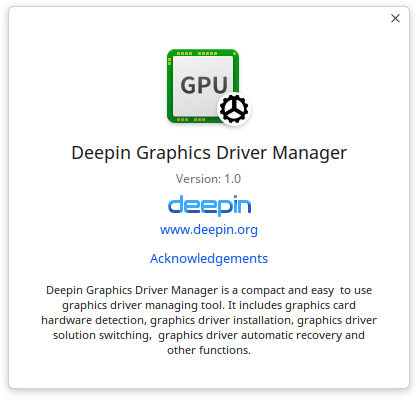 GPU
Deepin Graphics Driver Manager
Version: 1.0
deepin
www.deepin.org
Acknowledgements
Deepin Graphics Driver Manager is a compact and easy  to use
graphics driver managing tool. It includes graphics card
hardware detection, graphics driver installation, graphics driver
solution switching,  graphics driver automatic recovery and
other functions.